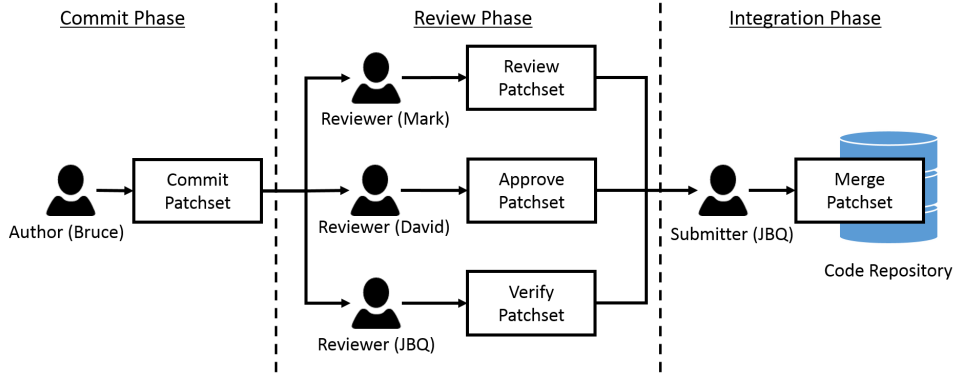 Commit Phase
Review Phase
Integration Phase
Review
Patchset
Reviewer (Mark)
Commit
Patchset
Author (Bruce)
Approve
Patchset
Reviewer (David)
Merge
Patchset
Submitter (JBQ)
Code Repository
Verify
Patchset
Reviewer (JBQ)